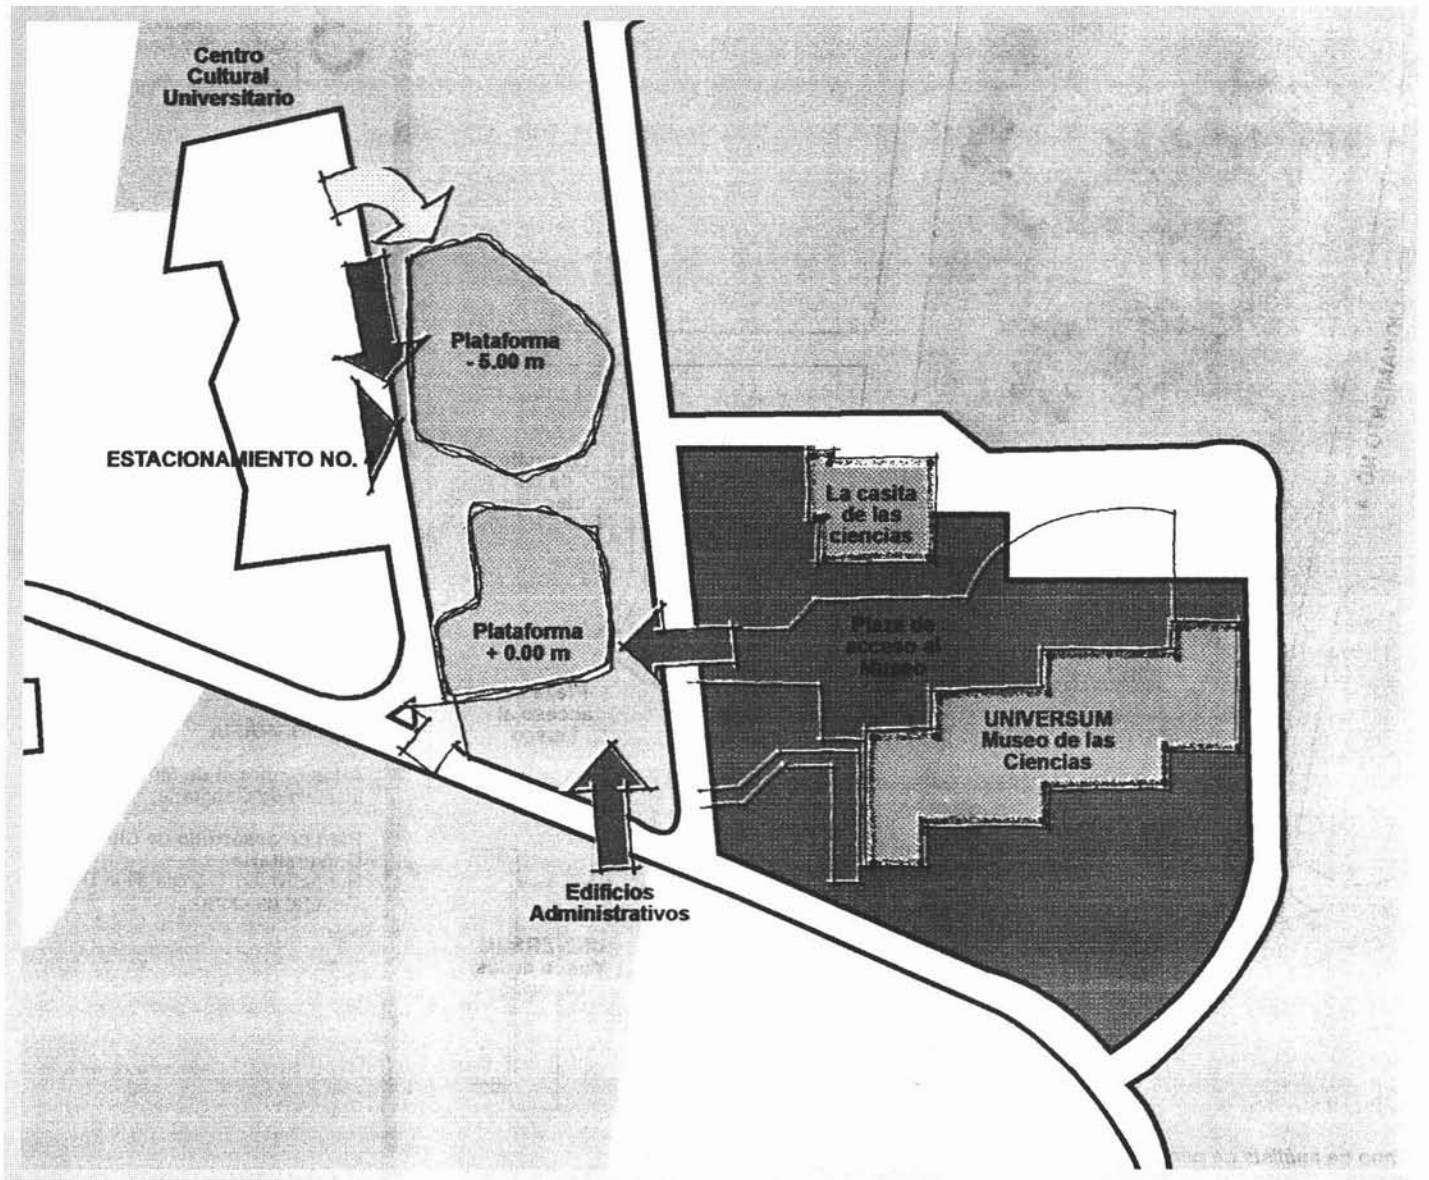 Centro
Cultural
Universitario
Plataforma
- 5.00 m
ESTACIONAMIENTO NO.
La casita
de las
ciencias
Plataforma
+ 0.00 m
Plaza de
acceso al
Museo
UNIVERSUM
Museo de las
Ciencias
Edificios
Administrativos